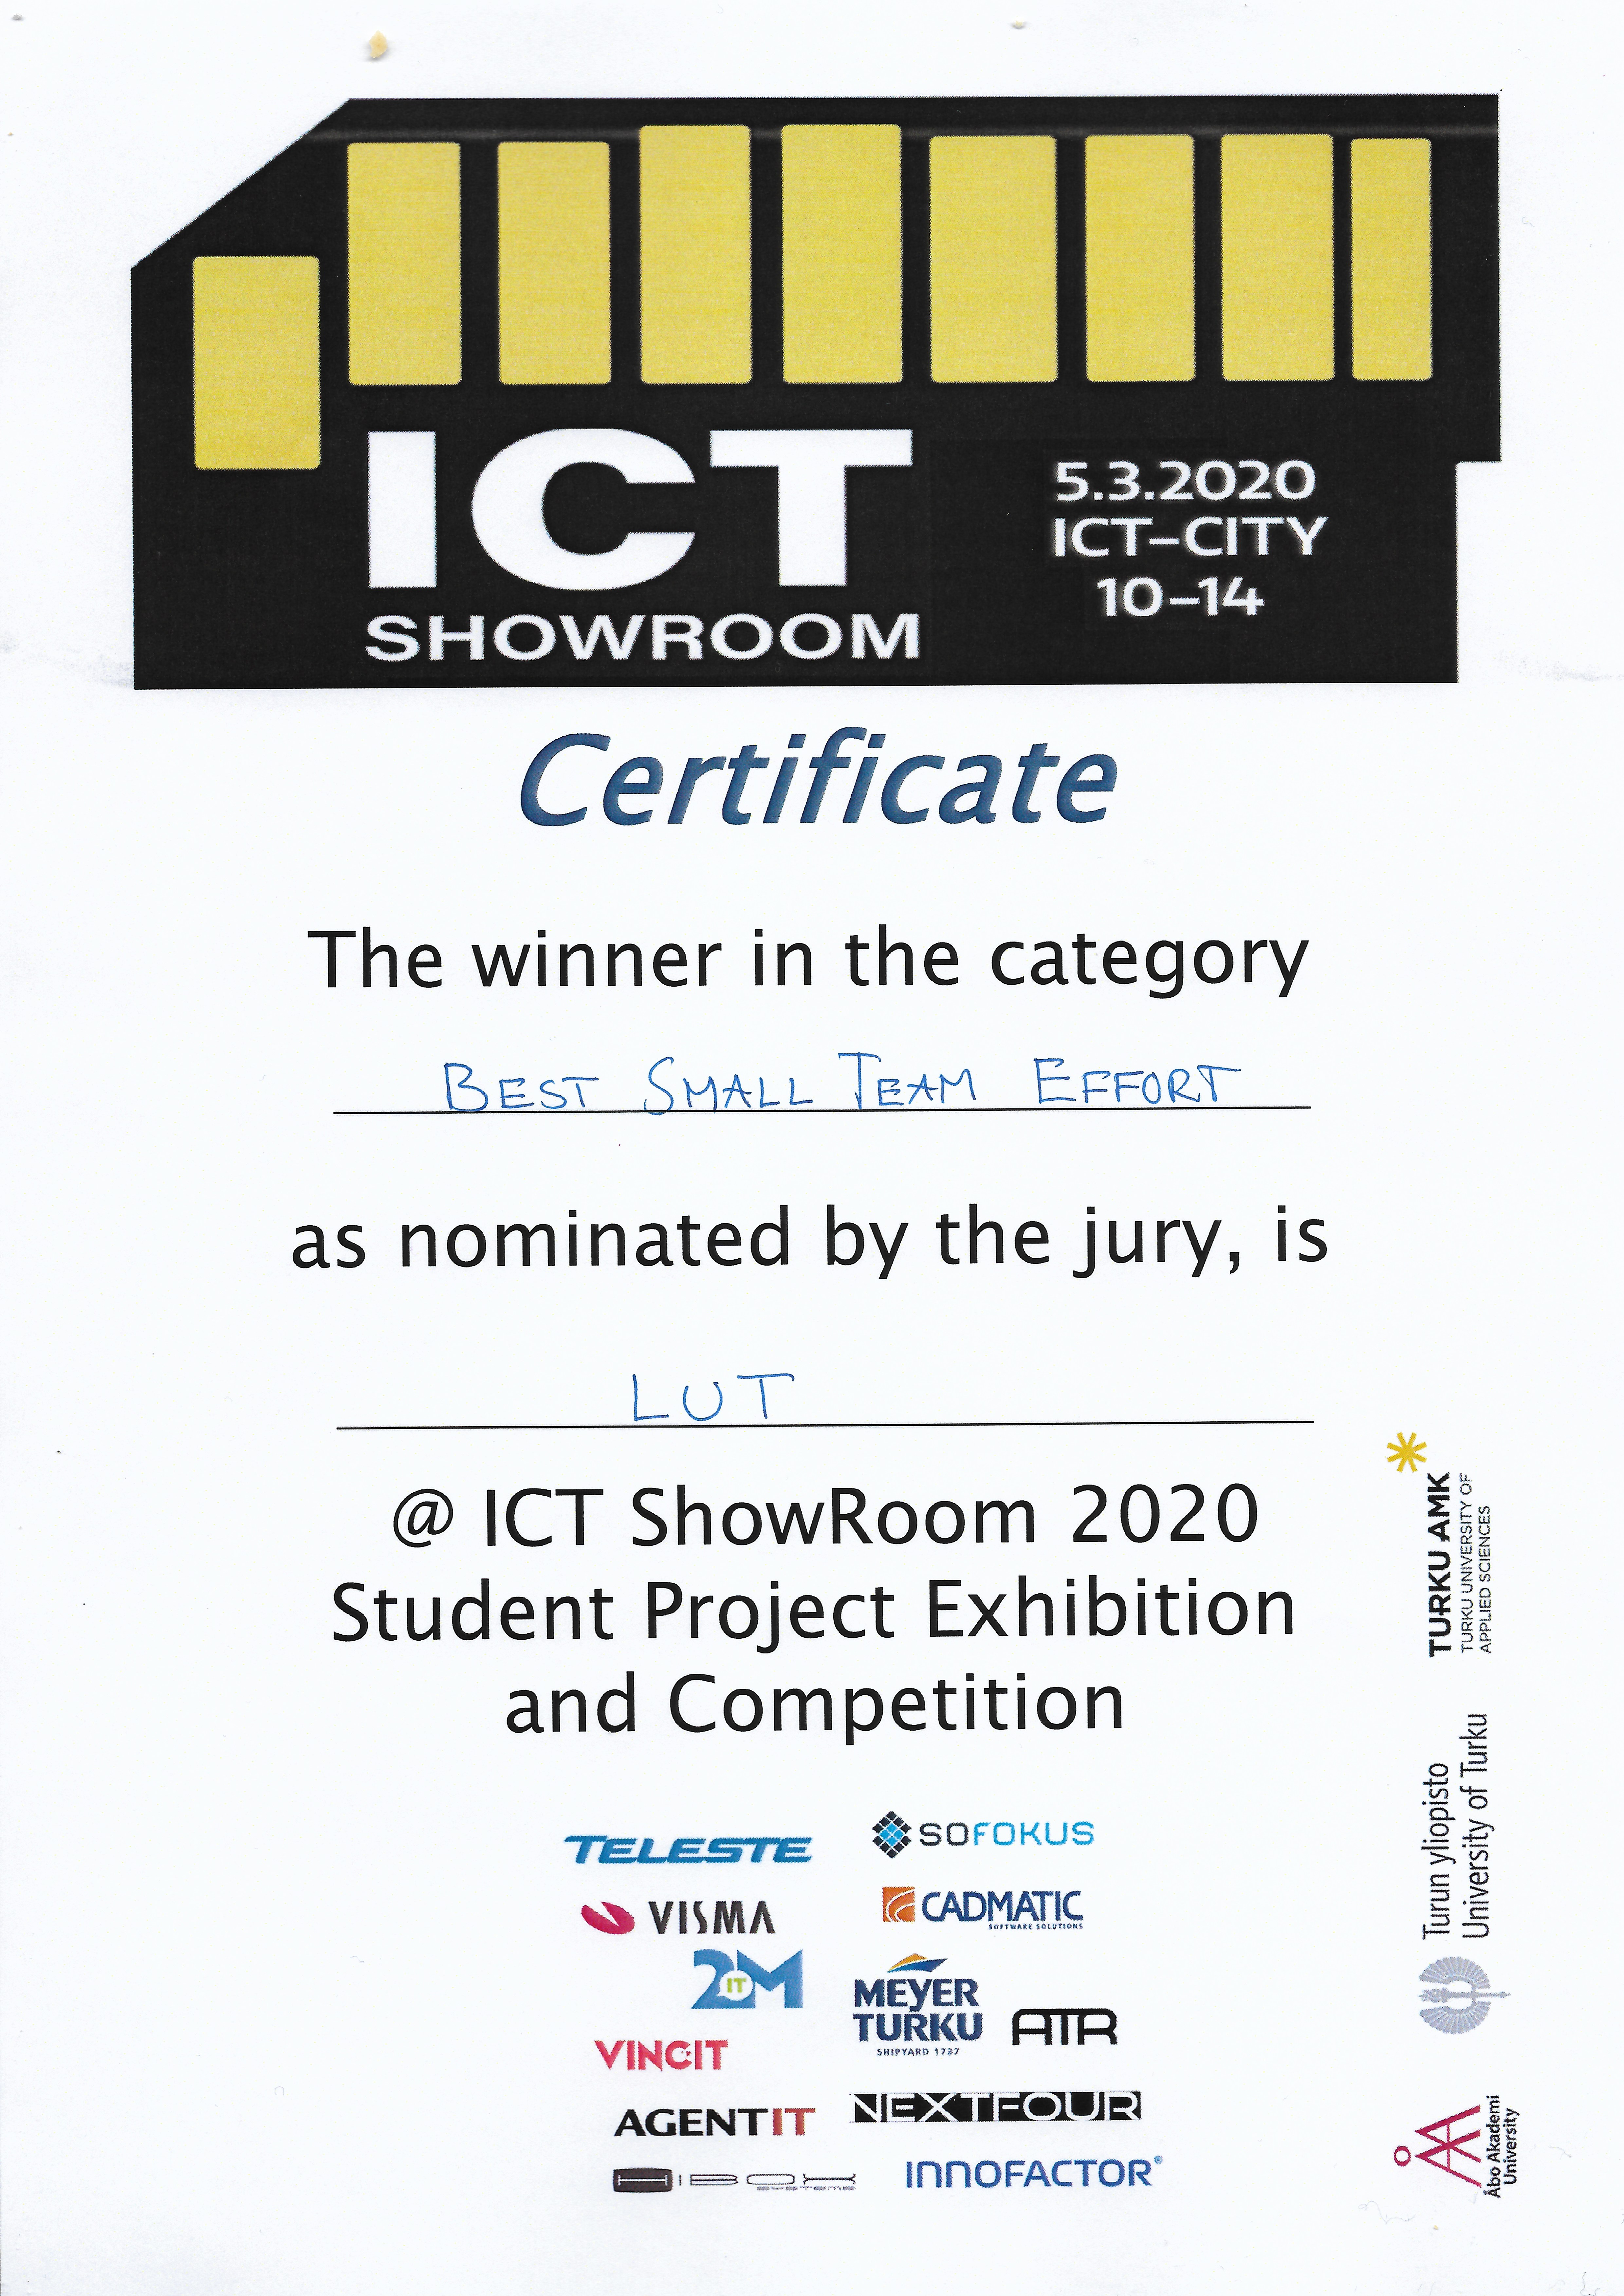 ICT
SHOWROOM
5.3.2020
ICT-CITY
10-14
Certificate
The winner in the category
BEST SMALL TEAM EFFORT
as nominated by the jury, is
LUT
@ ICT ShowRoom 2020
Student Project Exhibition
and Competition
TELESTE
SOFOKUS
VISMA
CADMATIC
SOFTWARE SOLUTIONS
2M
IT
MEYER
TURKU
SHIPYARD 1737
ATR
VINCIT
AGENTIT
NEXTFOUR
HIBOX
SYSTEMS
INNOFACTOR®
TURKU AMK
TURKU UNIVERSITY OF
APPLIED SCIENCES
Turun yliopisto
University of Turku
Åbo Akademi
University